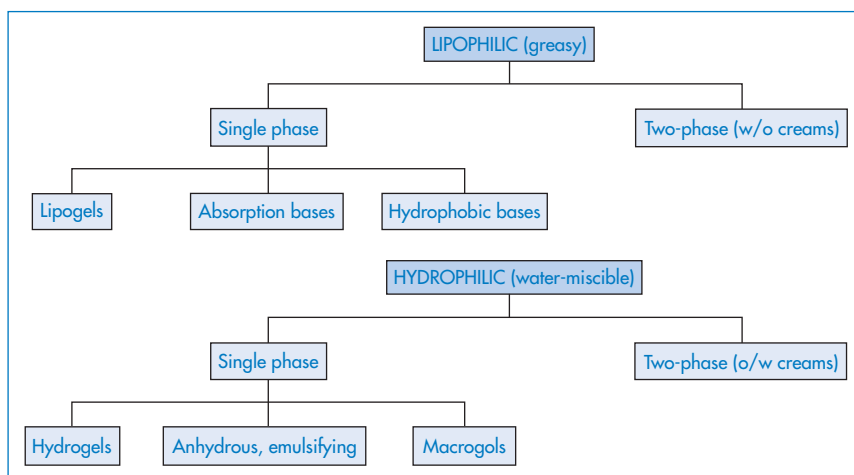 LIPOPHILIC (greasy)
Single phase
Two-phase (w/o creams)
Lipogels
Absorption bases
Hydrophobic bases
HYDROPHILIC (water-miscible)
Single phase
Two-phase (o/w creams)
Hydrogels
Anhydrous, emulsifying
Macrogols